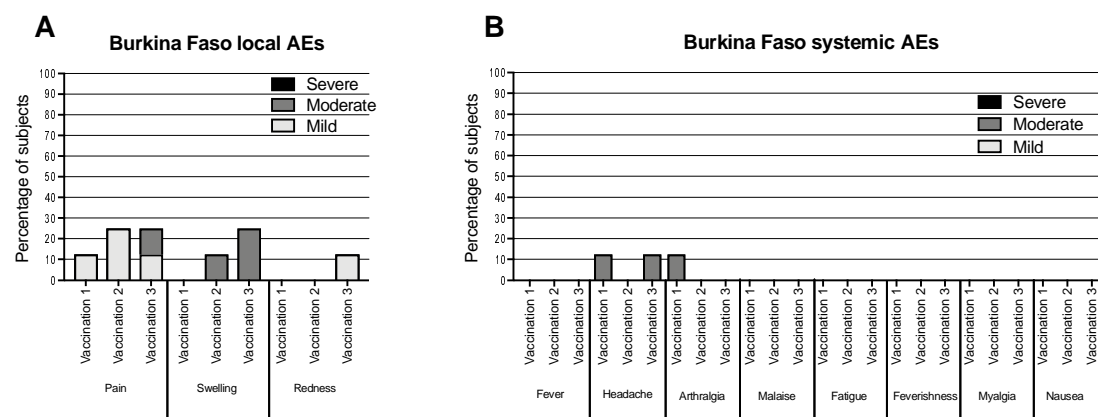 A
Burkina Faso local AEs
Percentage of subjects
100
90
80
70
60
50
40
30
20
10
0
Severe
Moderate
Mild
Vaccination 1
Vaccination 2
Vaccination 3
Vaccination 1
Vaccination 2
Vaccination 3
Vaccination 1
Vaccination 2
Vaccination 3
Pain
Swelling
Redness
B
Burkina Faso systemic AEs
Percentage of subjects
100
90
80
70
60
50
40
30
20
10
0
Severe
Moderate
Mild
Vaccination 1
Vaccination 2
Vaccination 3
Vaccination 1
Vaccination 2
Vaccination 3
Vaccination 1
Vaccination 2
Vaccination 3
Vaccination 1
Vaccination 2
Vaccination 3
Vaccination 1
Vaccination 2
Vaccination 3
Vaccination 1
Vaccination 2
Vaccination 3
Vaccination 1
Vaccination 2
Vaccination 3
Vaccination 1
Vaccination 2
Vaccination 3
Fever
Headache
Arthralgia
Malaise
Fatigue
Feverishness
Myalgia
Nausea